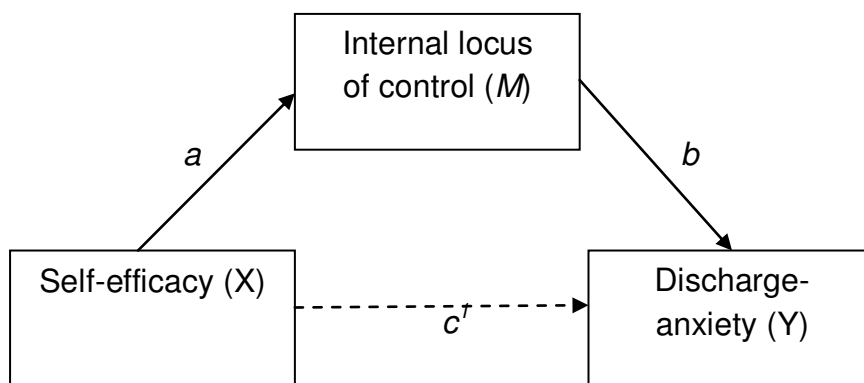 Internal locus
of control (M)
a
b
Self-efficacy (X)
Discharge-
anxiety (Y)
c'